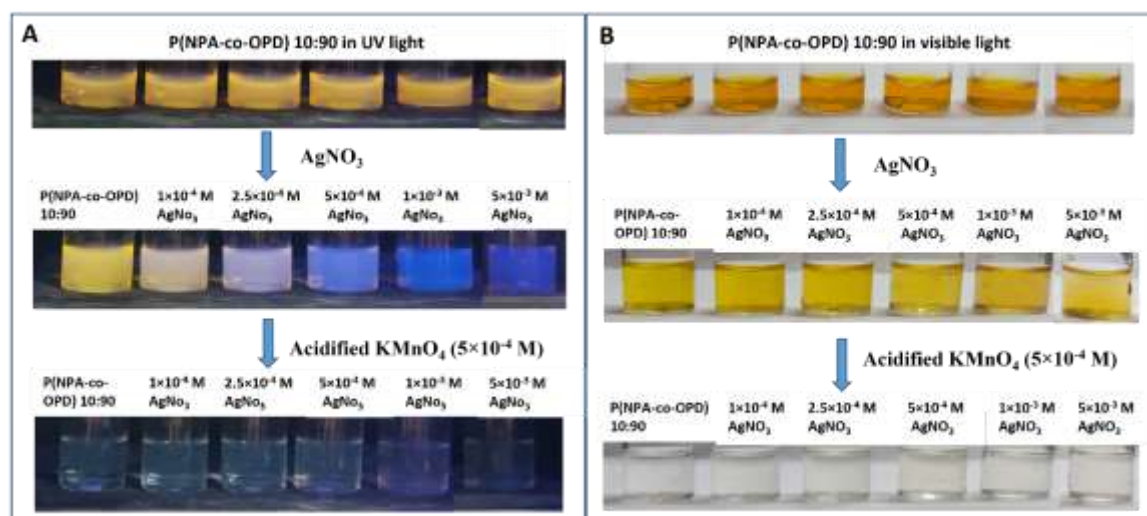 A
P(NPA-co-OPD) 10:90 in UV light
AgNO₃
P(NPA-co-OPD) 10:90
1×10⁻⁴ M AgNo₃
2.5×10⁻⁴ M AgNo₃
5×10⁻⁴ M AgNo₃
1×10⁻³ M AgNo₃
5×10⁻³ M AgNo₃
Acidified KMnO₄ (5×10⁻⁴ M)
P(NPA-co-OPD) 10:90
1×10⁻⁴ M AgNo₃
2.5×10⁻⁴ M AgNo₃
5×10⁻⁴ M AgNo₃
1×10⁻³ M AgNo₃
5×10⁻³ M AgNo₃
B
P(NPA-co-OPD) 10:90 in visible light
AgNO₃
P(NPA-co-OPD) 10:90
1×10⁻⁴ M AgNO₃
2.5×10⁻⁴ M AgNO₃
5×10⁻⁴ M AgNO₃
1×10⁻³ M AgNO₃
5×10⁻³ M AgNO₃
Acidified KMnO₄ (5×10⁻⁴ M)
P(NPA-co-OPD) 10:90
1×10⁻⁴ M AgNO₃
2.5×10⁻⁴ M AgNO₃
5×10⁻⁴ M AgNO₃
1×10⁻³ M AgNO₃
5×10⁻³ M AgNO₃